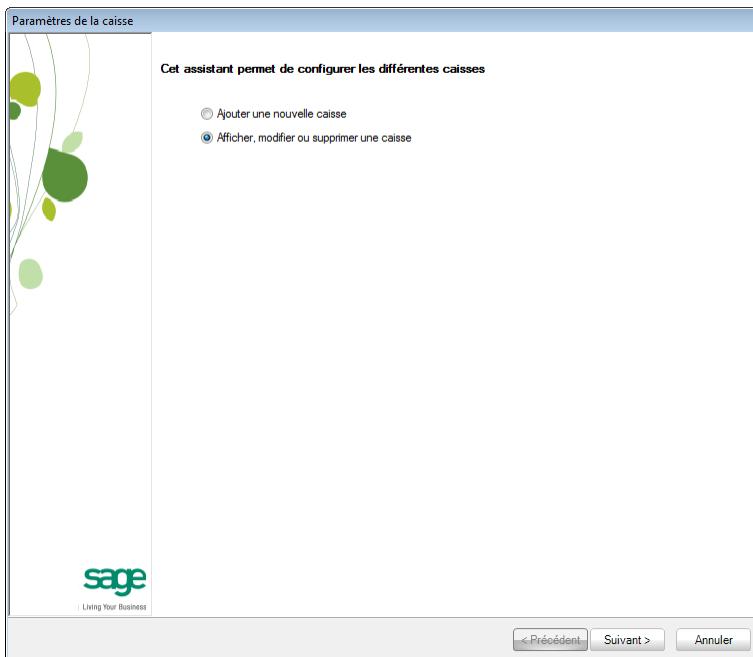 Paramètres de la caisse
Cet assistant permet de configurer les différentes caisses
Ajouter une nouvelle caisse
Afficher, modifier ou supprimer une caisse
sage
Living Your Business
< Précédent
Suivant >
Annuler